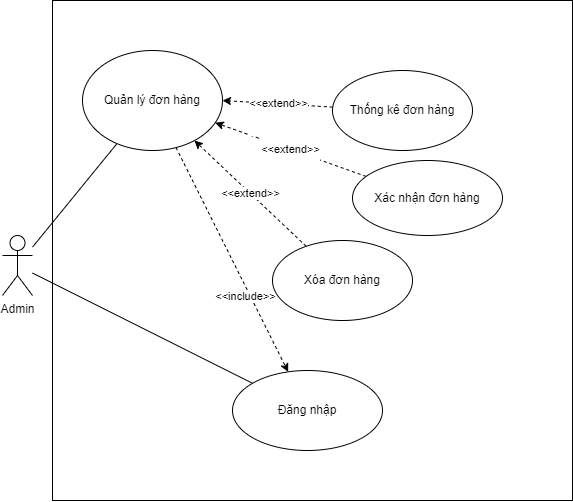 Quản lý đơn hàng
<<extend>>
Thống kê đơn hàng
<<extend>>
Xác nhận đơn hàng
<<extend>>
Xóa đơn hàng
<<include>>
Admin
Đăng nhập